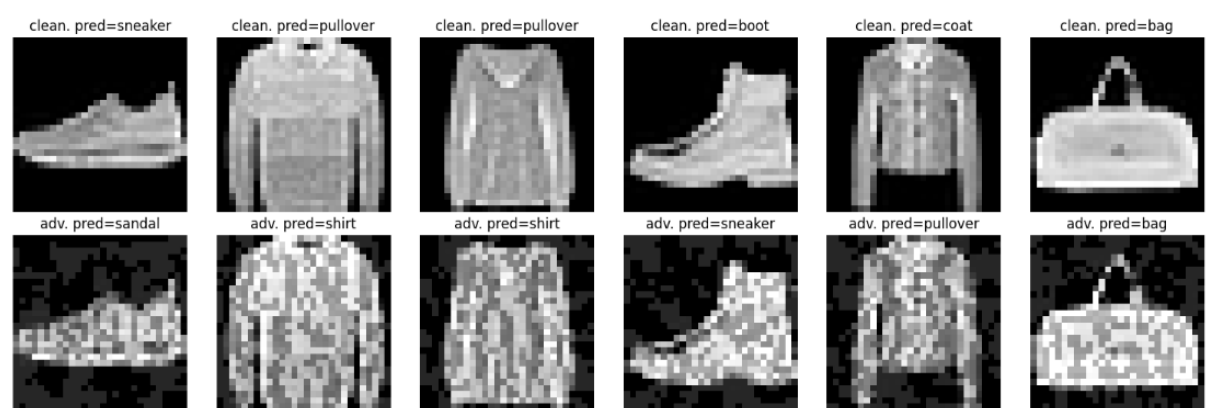 clean. pred=sneaker
clean. pred=pullover
clean. pred=pullover
clean. pred=boot
clean. pred=coat
clean. pred=bag
adv. pred=sandal
adv. pred=shirt
adv. pred=shirt
adv. pred=sneaker
adv. pred=pullover
adv. pred=bag